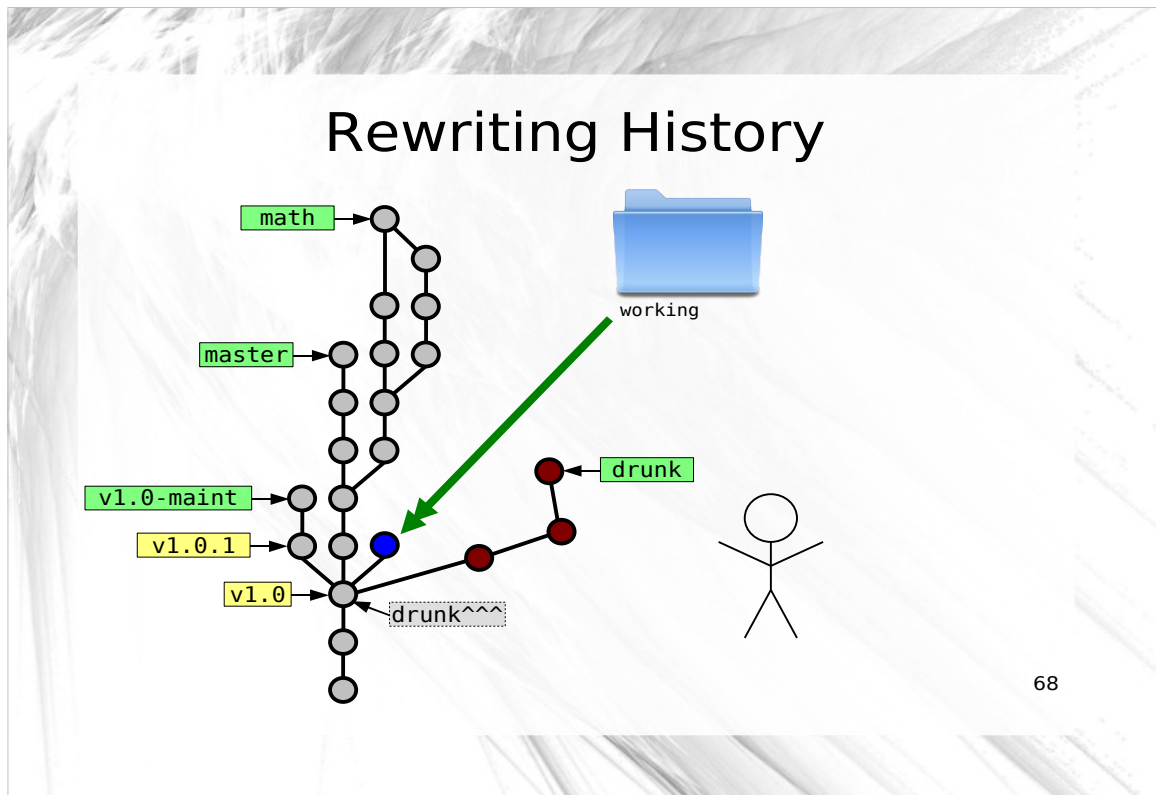 Rewriting History
math
working
master
drunk
v1.0-maint
v1.0.1
v1.0
drunk^^^
68